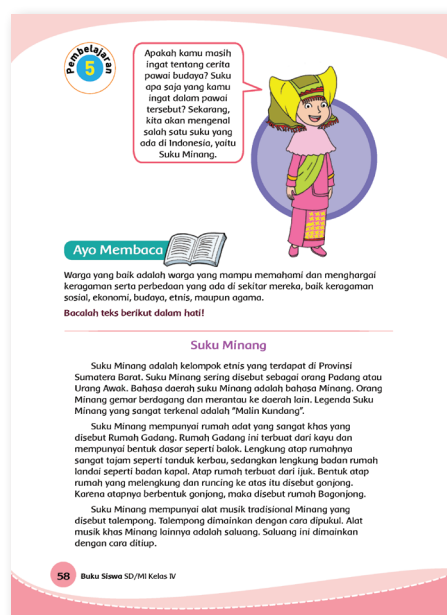 Pembelajaran
5
Apakah kamu masih
ingat tentang cerita
pawai budaya? Suku
apa saja yang kamu
ingat dalam pawai
tersebut? Sekarang,
kita akan mengenal
salah satu suku yang
ada di Indonesia, yaitu
Suku Minang.
Ayo Membaca
Warga yang baik adalah warga yang mampu memahami dan menghargai
keragaman serta perbedaan yang ada di sekitar mereka, baik keragaman
sosial, ekonomi, budaya, etnis, maupun agama.
Bacalah teks berikut dalam hati!
Suku Minang
Suku Minang adalah kelompok etnis yang terdapat di Provinsi
Sumatera Barat. Suku Minang sering disebut sebagai orang Padang atau
Urang Awak. Bahasa daerah suku Minang adalah bahasa Minang. Orang
Minang gemar berdagang dan merantau ke daerah lain. Legenda Suku
Minang yang sangat terkenal adalah "Malin Kundang".
Suku Minang mempunyai rumah adat yang sangat khas yang
disebut Rumah Gadang. Rumah Gadang ini terbuat dari kayu dan
mempunyai bentuk dasar seperti balok. Lengkung atap rumahnya
sangat tajam seperti tanduk kerbau, sedangkan lengkung badan rumah
landai seperti badan kapal. Atap rumah terbuat dari ijuk. Bentuk atap
rumah yang melengkung dan runcing ke atas itu disebut gonjong.
Karena atapnya berbentuk gonjong, maka disebut rumah Bagonjong.
Suku Minang mempunyai alat musik tradisional Minang yang
disebut talempong. Talempong dimainkan dengan cara dipukul. Alat
musik khas Minang lainnya adalah saluang. Saluang ini dimainkan
dengan cara ditiup.
58 Buku Siswa SD/MI Kelas IV